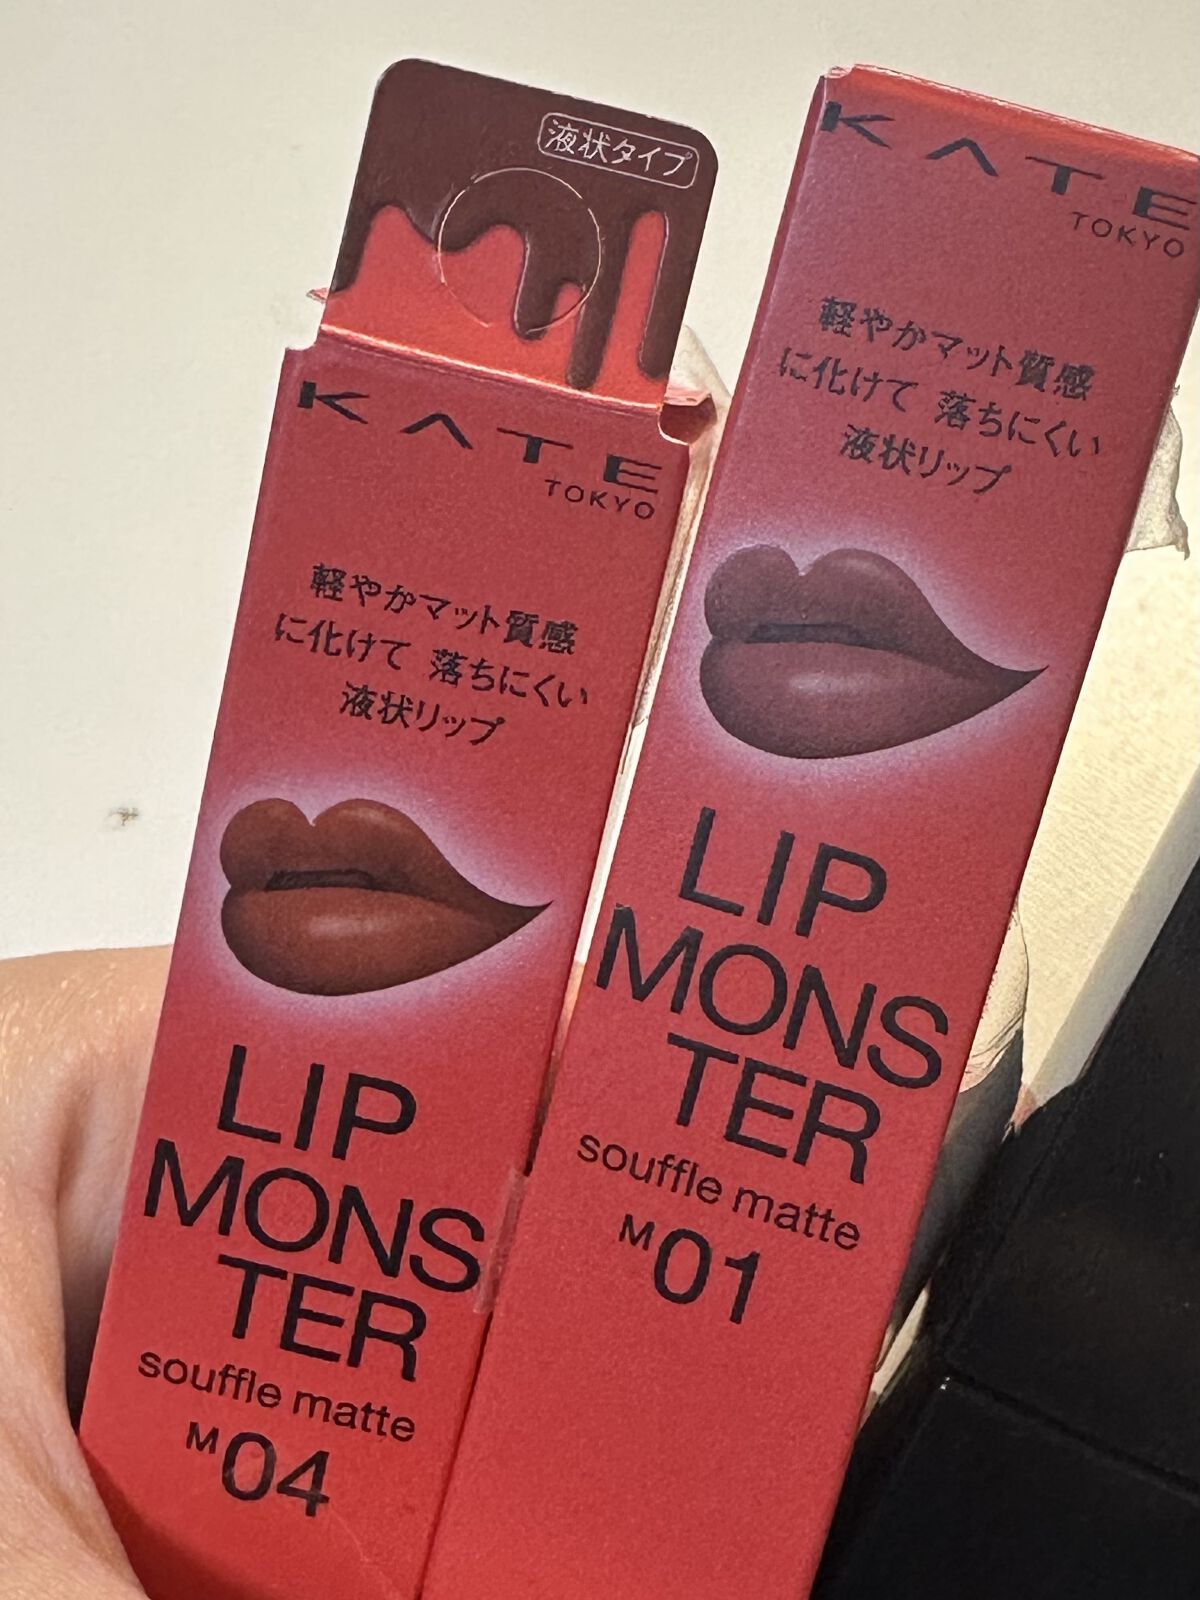 液状タイプ
KATE
TOKYO
軽やかマット質感
に化けて 落ちにくい
液状リップ
LIP
MONS
TER
souffle matte
M04
KATE
TOKYO
軽やかマット質感
に化けて 落ちにくい
液状リップ
LIP
MONS
TER
souffle matte
M01